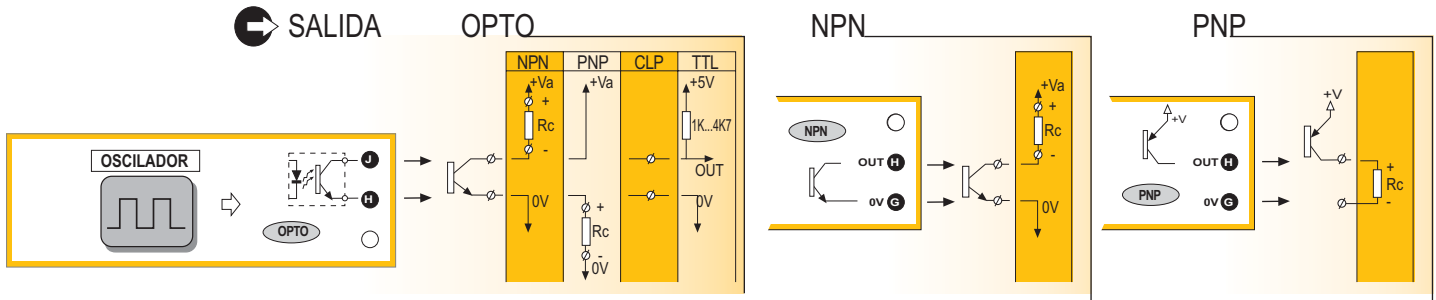 SALIDA OPTO NPN PNP
NPN PNP CLP TTL
+Va +Va +5V
+
Rc
-
1K...4K7
OUT
0V 0V
+
Rc
-
0V
OSCILADOR
J
H
OPTO
NPN
OUT H
0V G
+Va
+
Rc
-
0V
+V
OUT H
PNP
0V G
+V
+
Rc
-